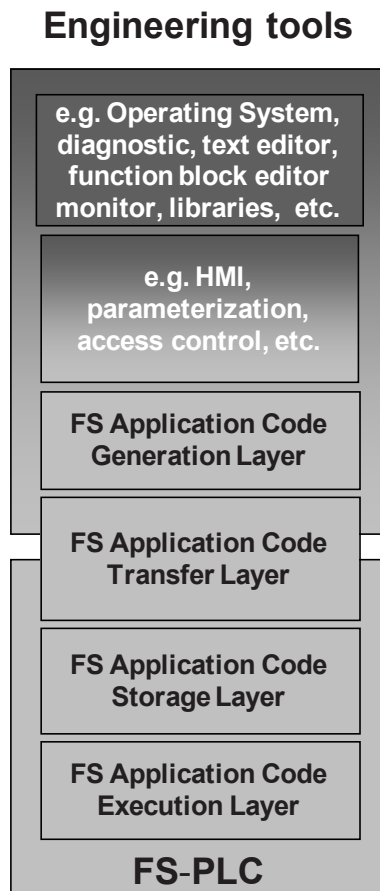 Engineering tools
e.g. Operating System,
diagnostic, text editor,
function block editor
monitor, libraries, etc.
e.g. HMI,
parameterization,
access control, etc.
FS Application Code
Generation Layer
FS Application Code
Transfer Layer
FS Application Code
Storage Layer
FS Application Code
Execution Layer
FS-PLC